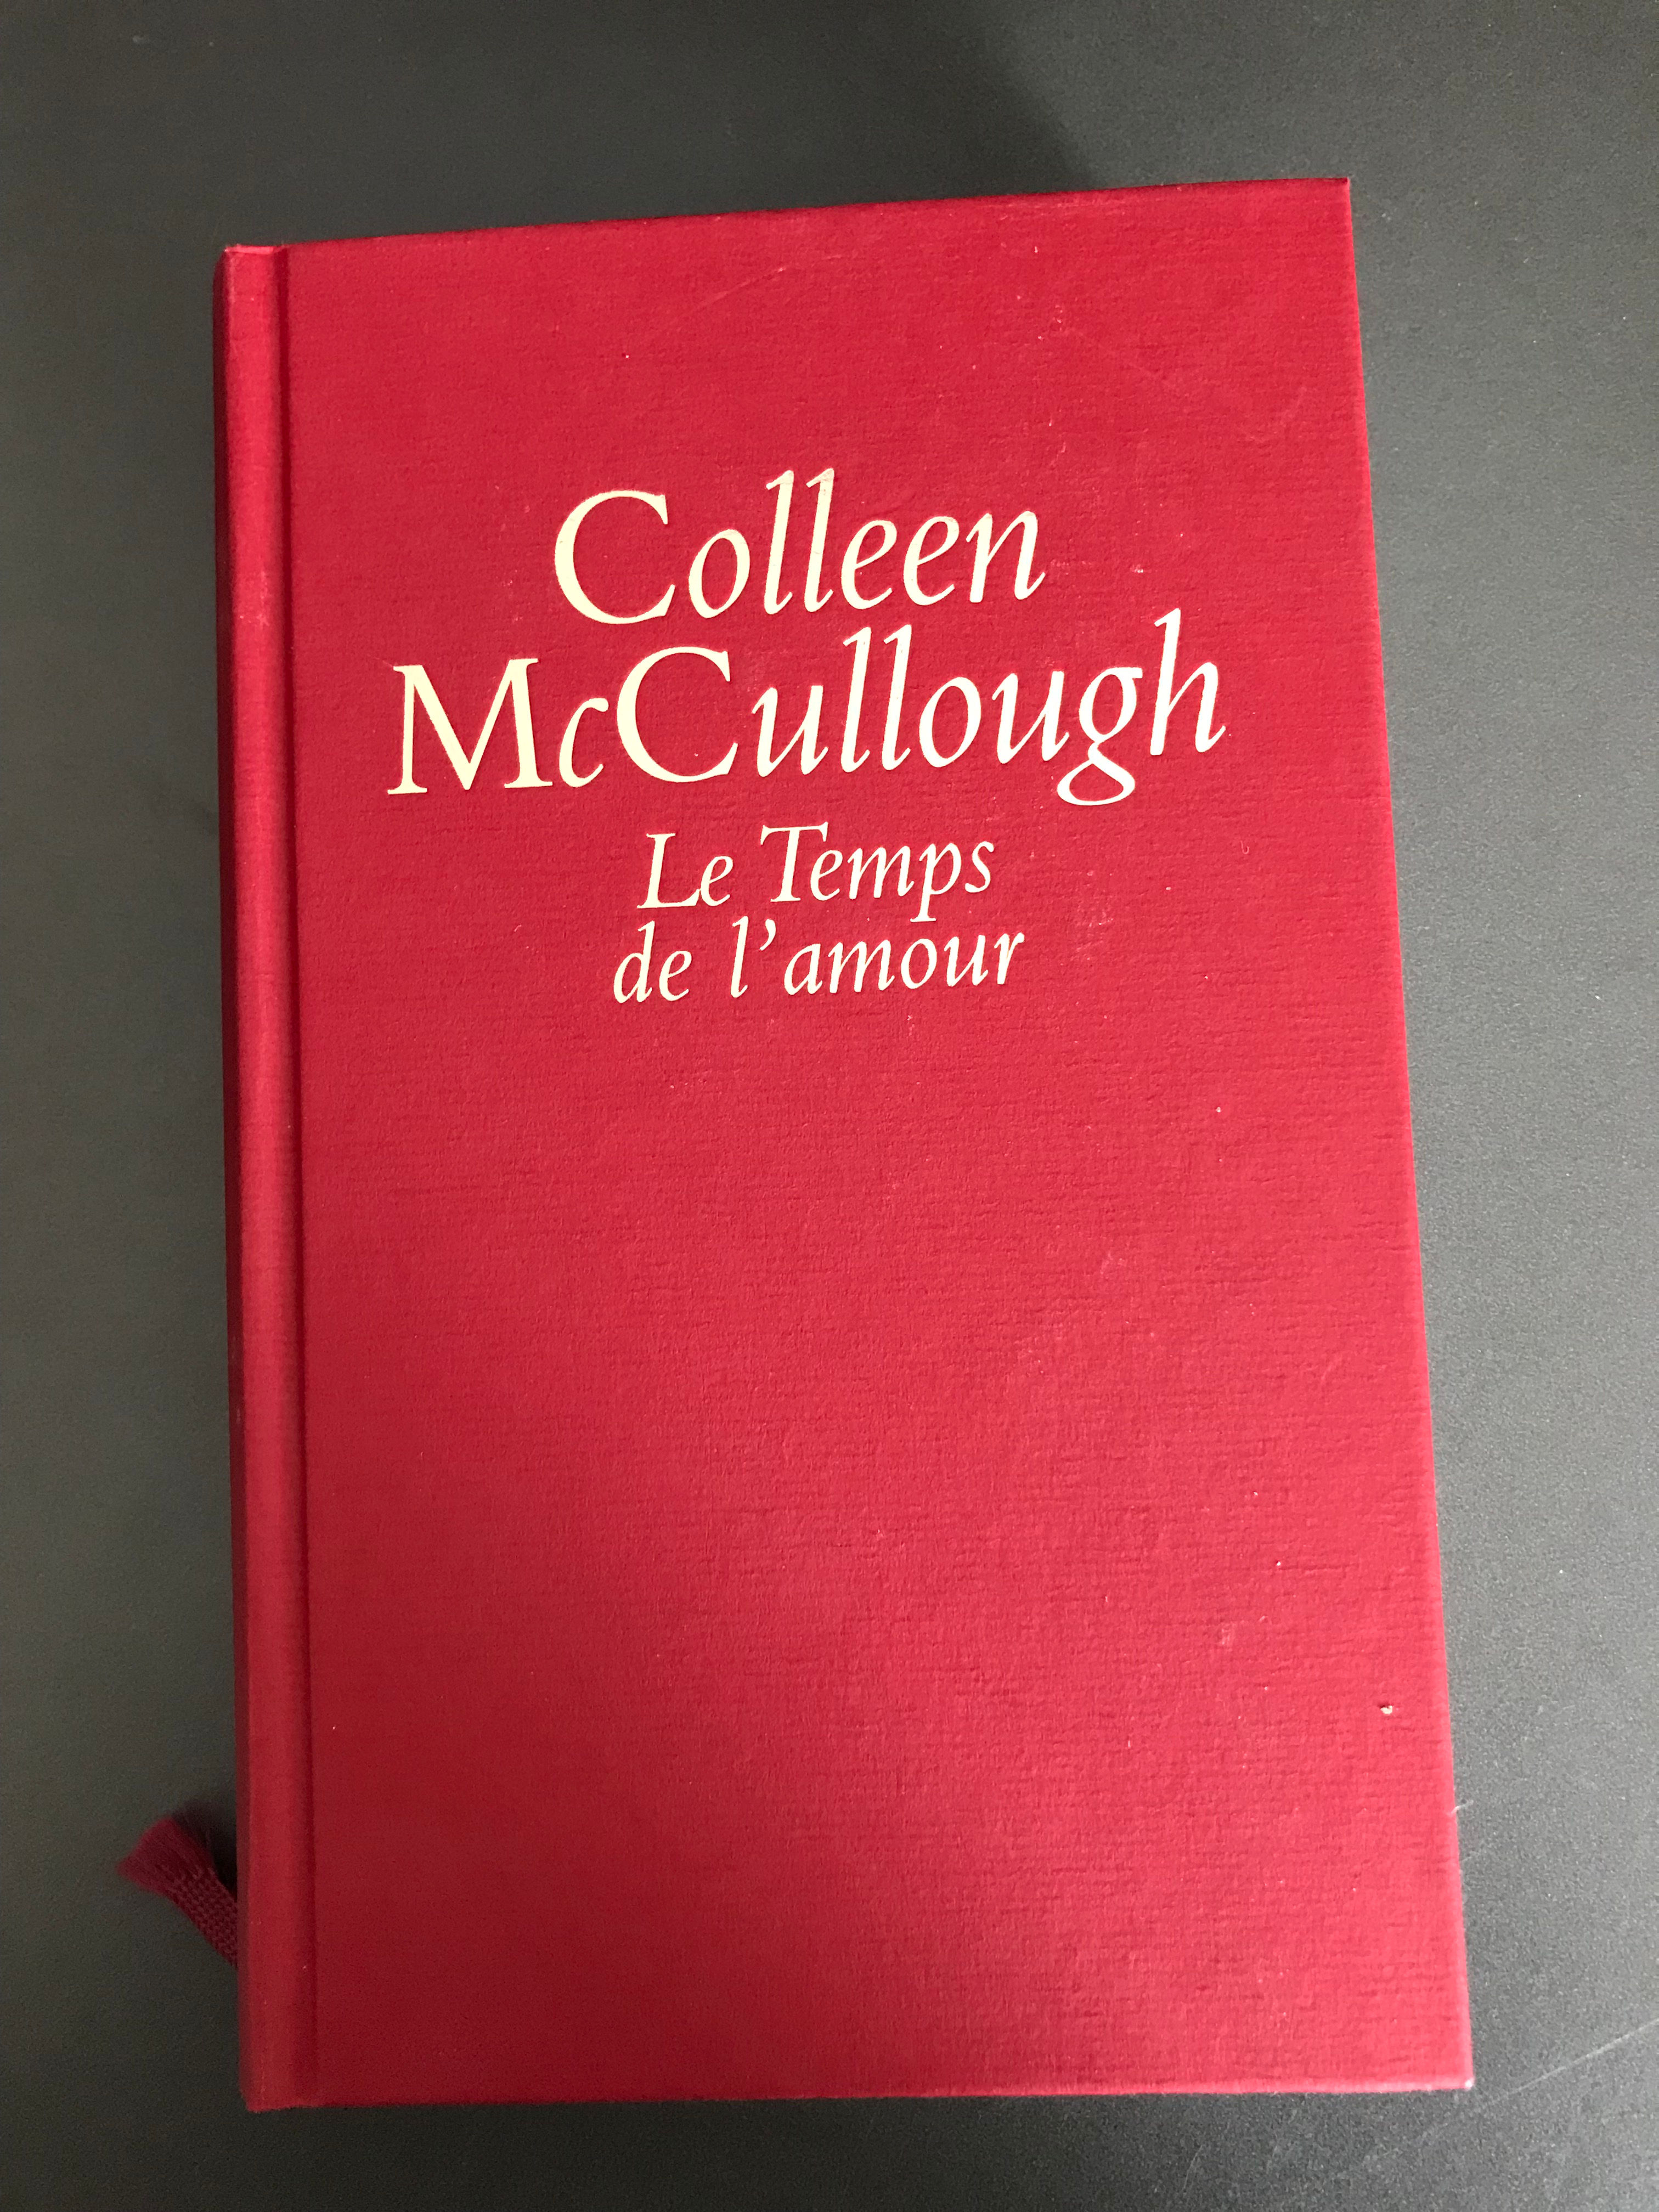 Colleen
McCullough
Le Temps
de l'amour